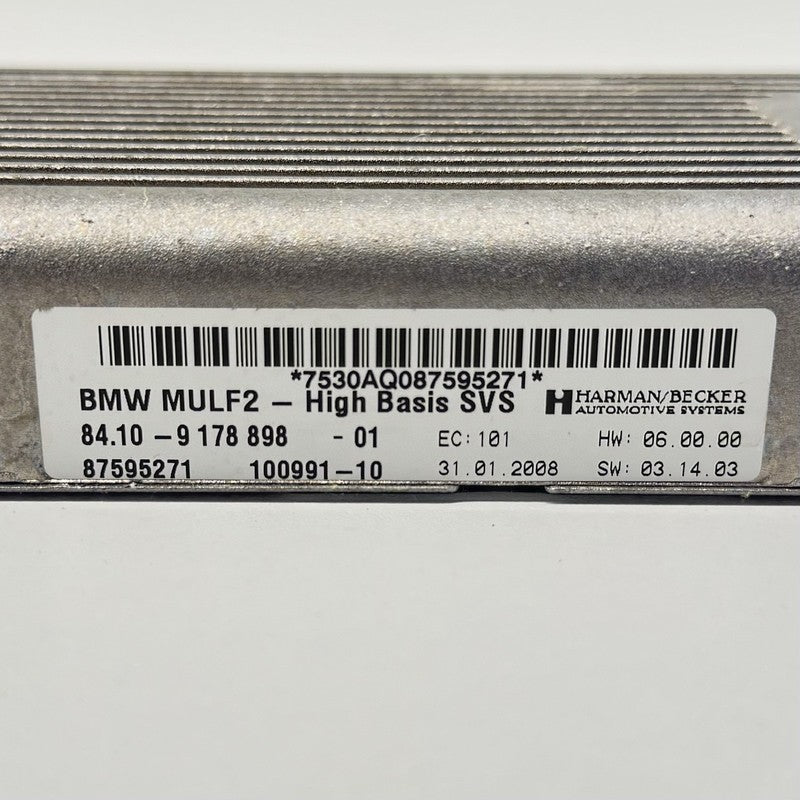 *7530AQ087595271*
BMW MULF2 – High Basis SVS
HARMAN/BECKER
AUTOMOTIVE SYSTEMS
84.10 – 9 178 898 - 01 EC: 101 HW: 06.00.00
87595271 100991–10 31.01.2008 SW: 03.14.03